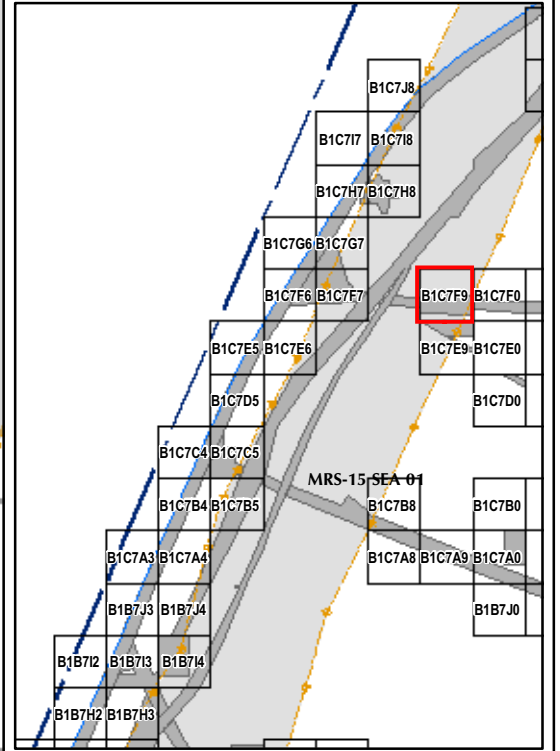 B1C7J8
B1C7I7 B1C7I8
B1C7H7 B1C7H8
B1C7G6 B1C7G7
B1C7F6 B1C7F7 B1C7F9 B1C7F0
B1C7E5 B1C7E6 B1C7E9 B1C7E0
B1C7D5 B1C7D0
B1C7C4 B1C7C5
MRS-15 SEA 01
B1C7B4 B1C7B5 B1C7B8 B1C7B0
B1C7A3 B1C7A4 B1C7A8 B1C7A9 B1C7A0
B1B7J3 B1B7J4 B1B7J0
B1B7I2 B1B7I3 B1B7I4
B1B7H2 B1B7H3